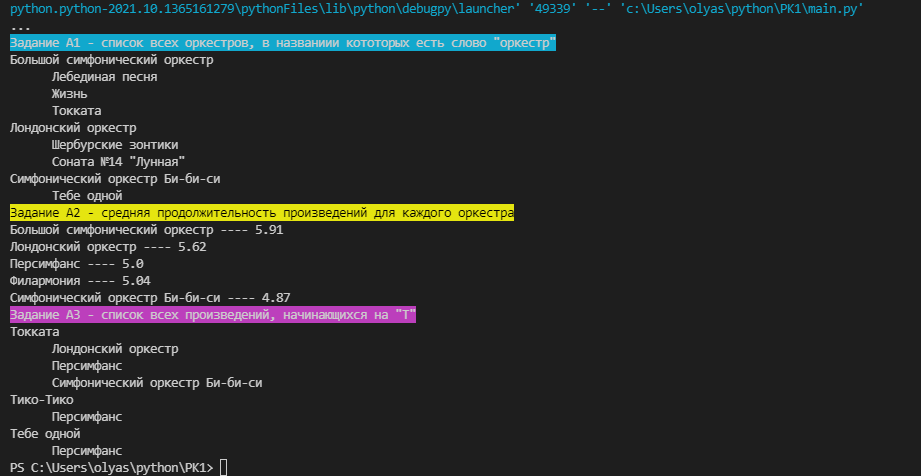 python.python-2021.10.1365161279\pythonFiles\lib\python\debugpy\launcher' '49339' '--' 'c:\Users\olyas\python\PK1\main.py'
...
Задание А1 - список всех оркестров, в названиии кототорых есть слово "оркестр"
Большой симфонический оркестр
Лебединая песня
Жизнь
Токката
Лондонский оркестр
Шербурские зонтики
Соната №14 "Лунная"
Симфонический оркестр Би-би-си
Тебе одной
Задание А2 - средняя продолжительность произведений для каждого оркестра
Большой симфонический оркестр ---- 5.91
Лондонский оркестр ---- 5.62
Персимфанс ---- 5.0
Филармония ---- 5.04
Симфонический оркестр Би-би-си ---- 4.87
Задание А3 - список всех произведений, начинающихся на "Т"
Токката
Лондонский оркестр
Персимфанс
Симфонический оркестр Би-би-си
Тико-Тико
Персимфанс
Тебе одной
Персимфанс
PS C:\Users\olyas\python\PK1>